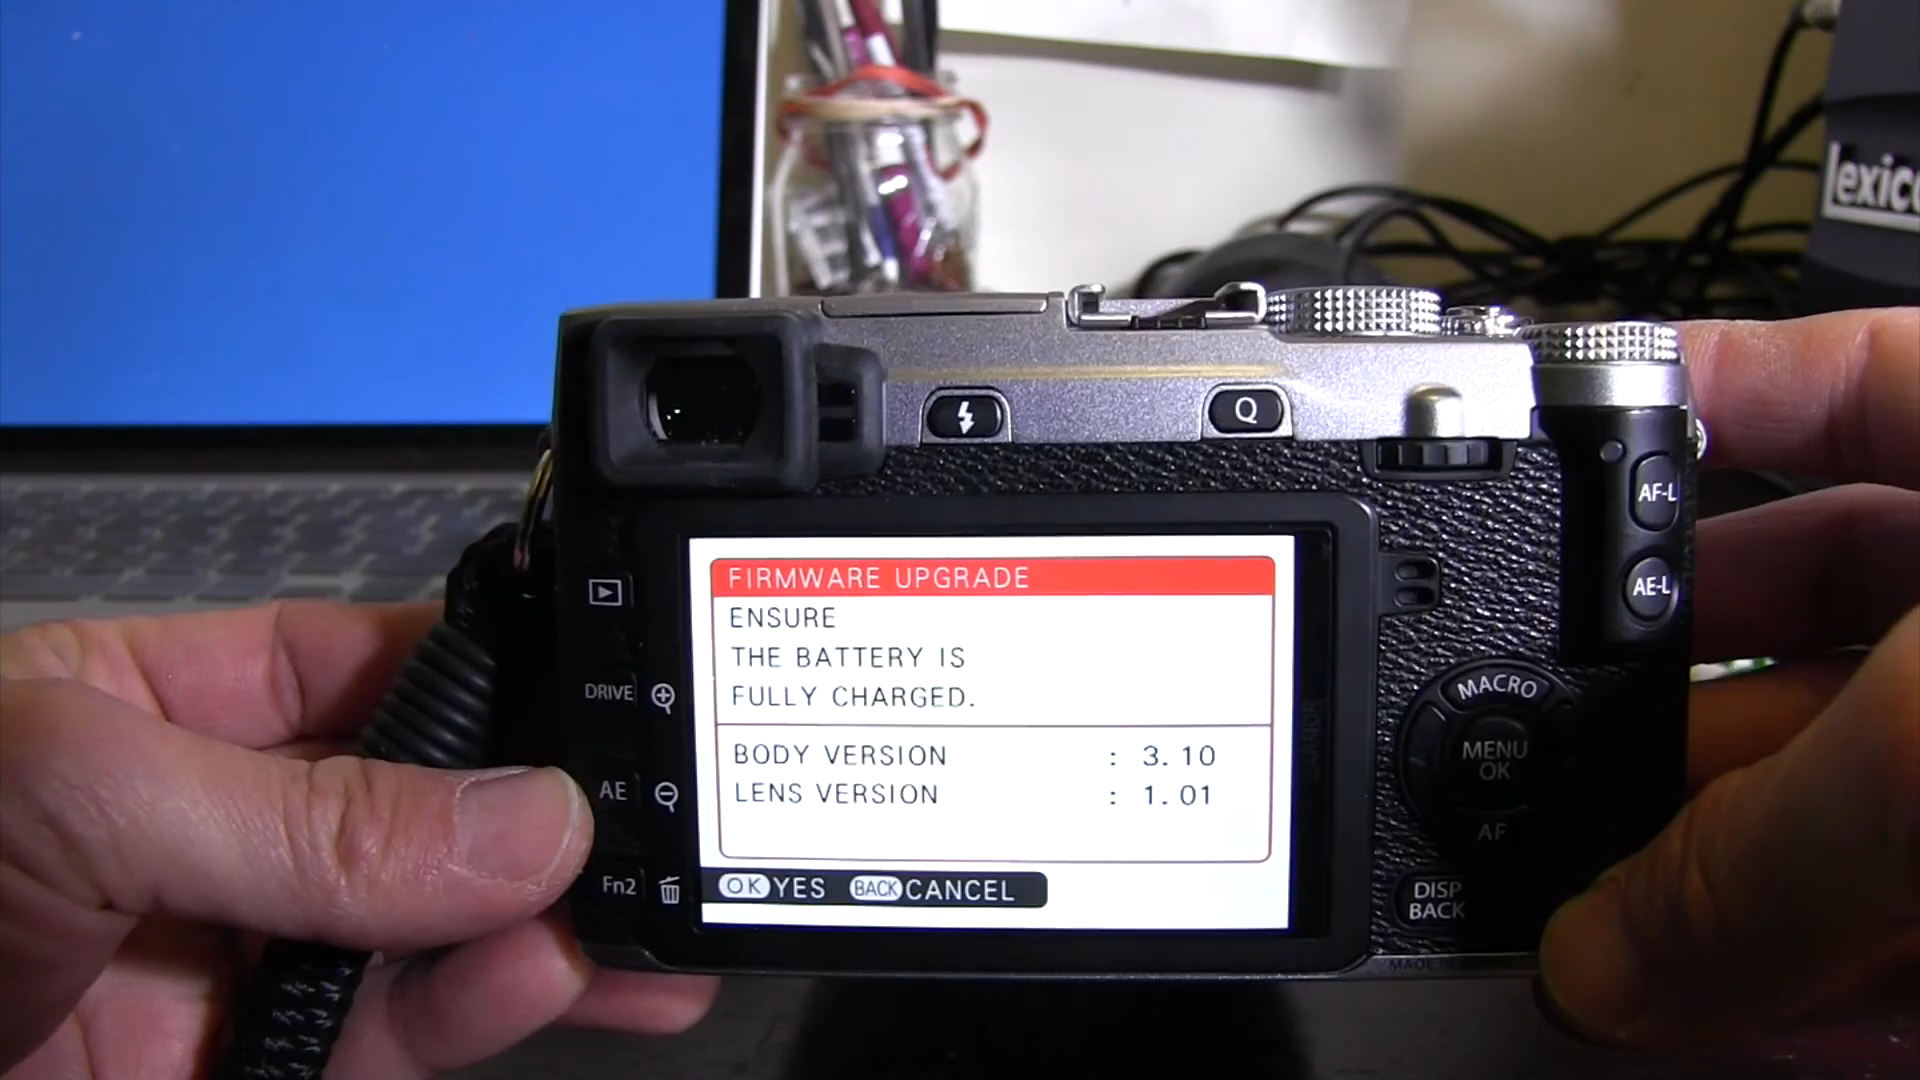 Q
AF-L
AE-L
FIRMWARE UPGRADE
ENSURE
THE BATTERY IS
FULLY CHARGED.
BODY VERSION : 3.10
LENS VERSION : 1.01
OK YES BACK CANCEL
DRIVE
AE
Fn2
MACRO
MENU
OK
AF
DISP
BACK